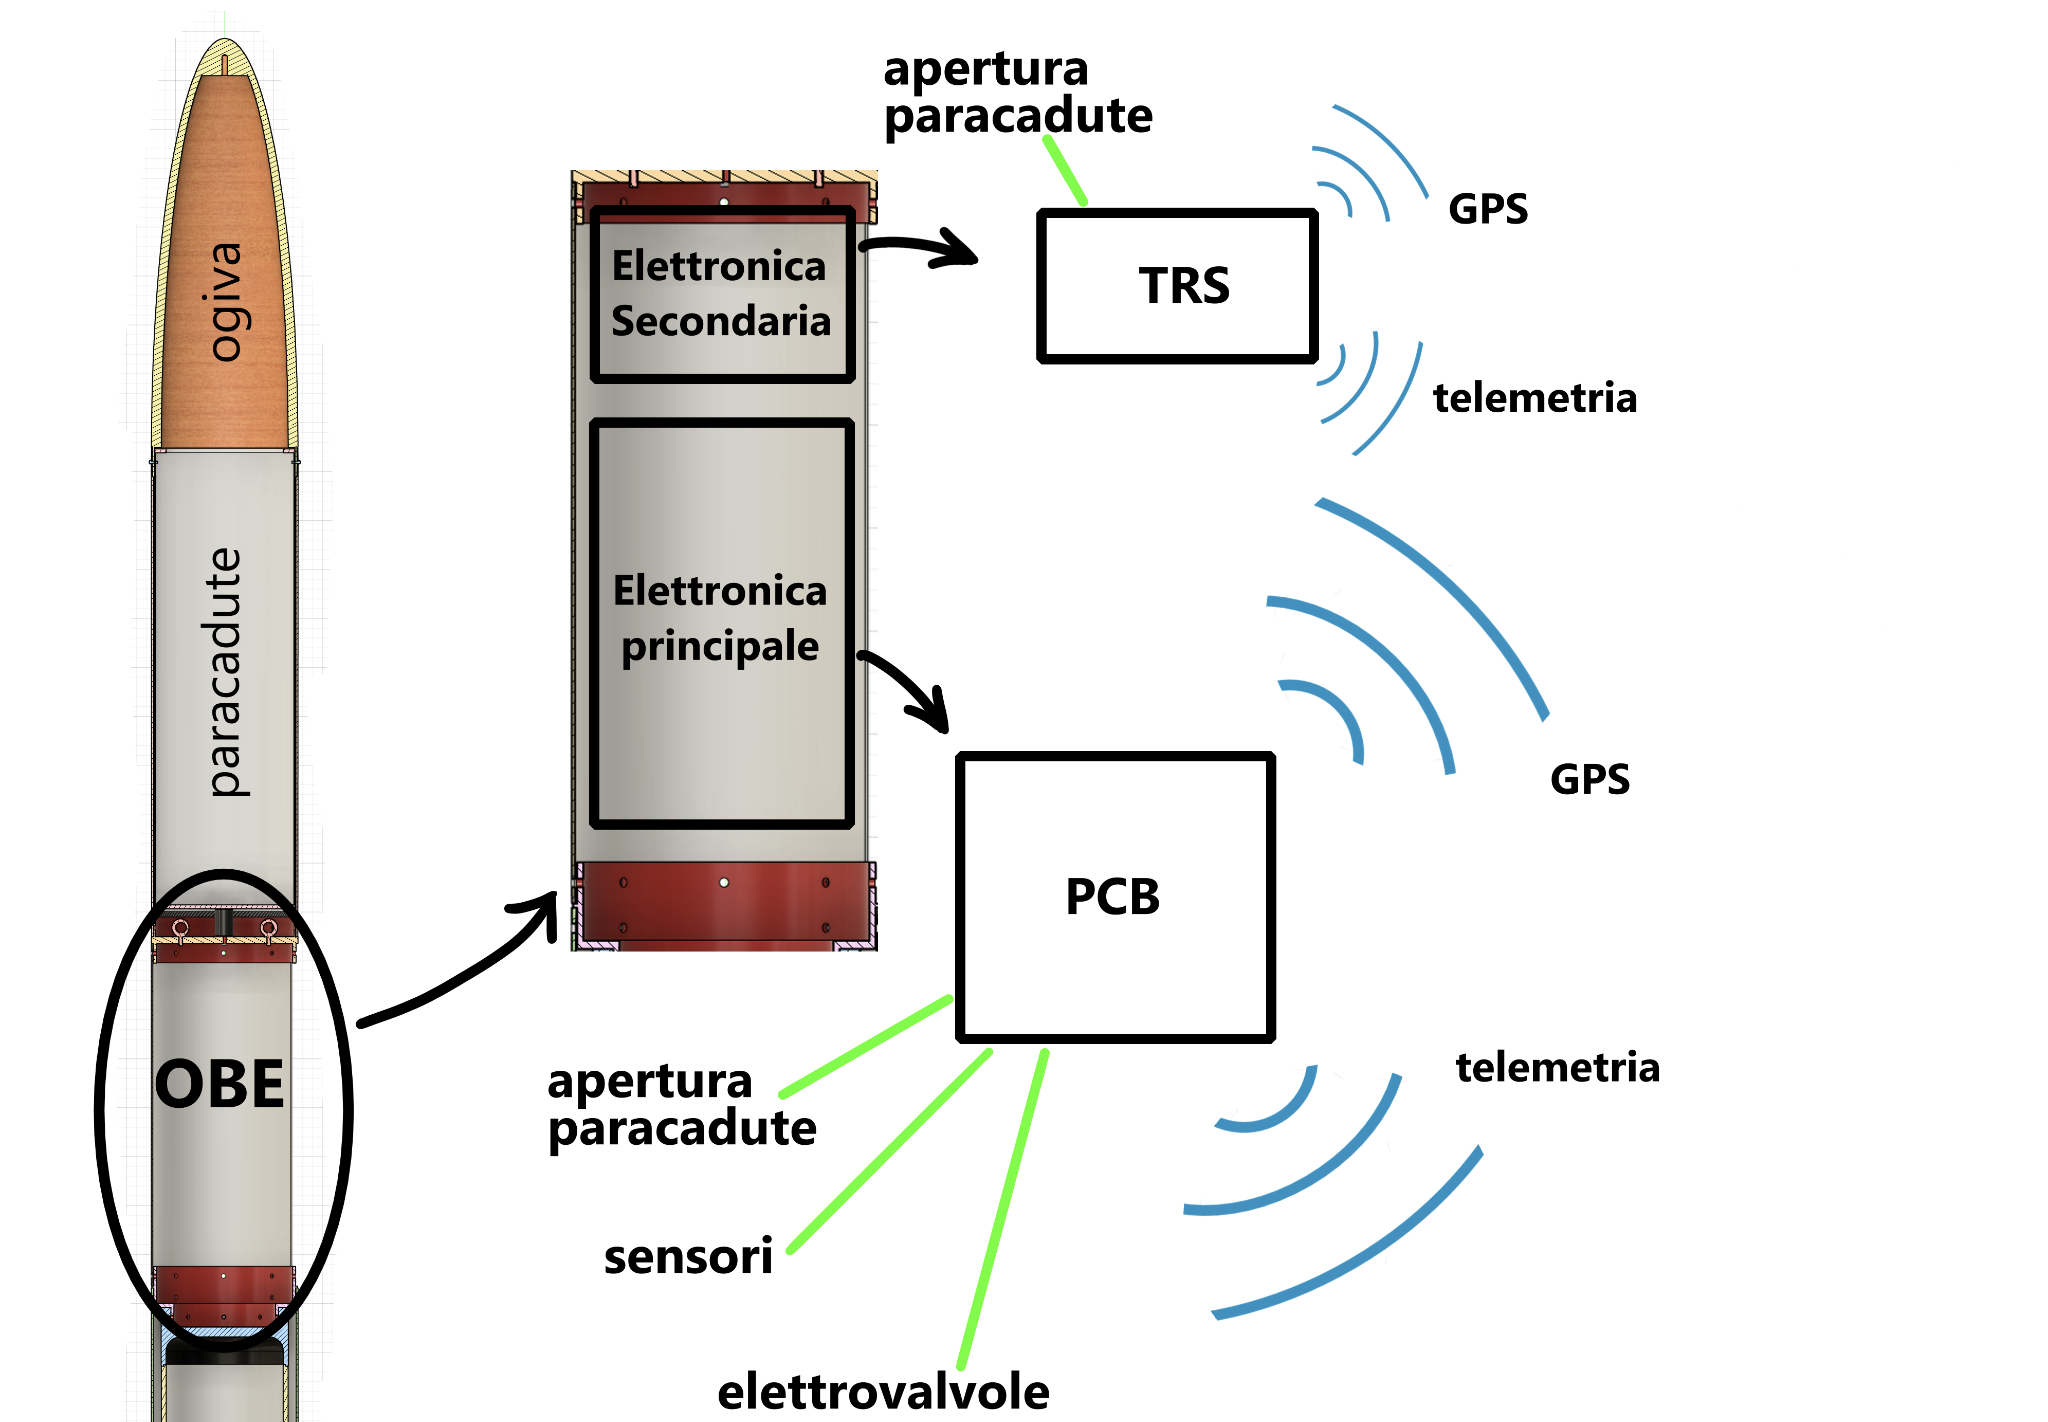 ogiva
paracadute
OBE
Elettronica
Secondaria
Elettronica
principale
apertura
paracadute
TRS
GPS
telemetria
PCB
GPS
telemetria
apertura
paracadute
sensori
elettrovalvole